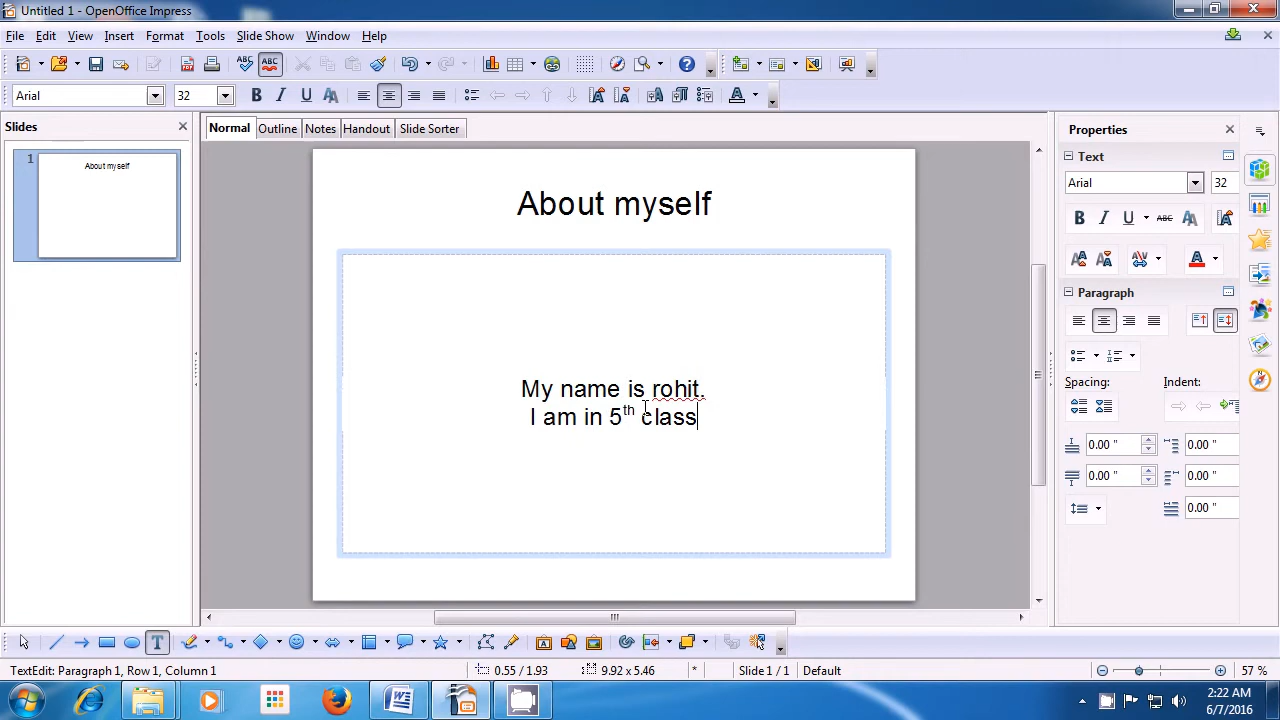 Untitled 1 - OpenOffice Impress
File Edit View Insert Format Tools Slide Show Window Help
Arial 32
Slides
Normal Outline Notes Handout Slide Sorter
1
About myself
About myself
My name is rohit.
I am in 5th class
Properties
Text
Arial 32
Paragraph
Spacing: Indent:
0.00 " 0.00 "
0.00 " 0.00 "
0.00 "
TextEdit: Paragraph 1, Row 1, Column 1 0.55 / 1.93 9.92 x 5.46 * Slide 1 / 1 Default 57 %
2:22 AM
6/7/2016